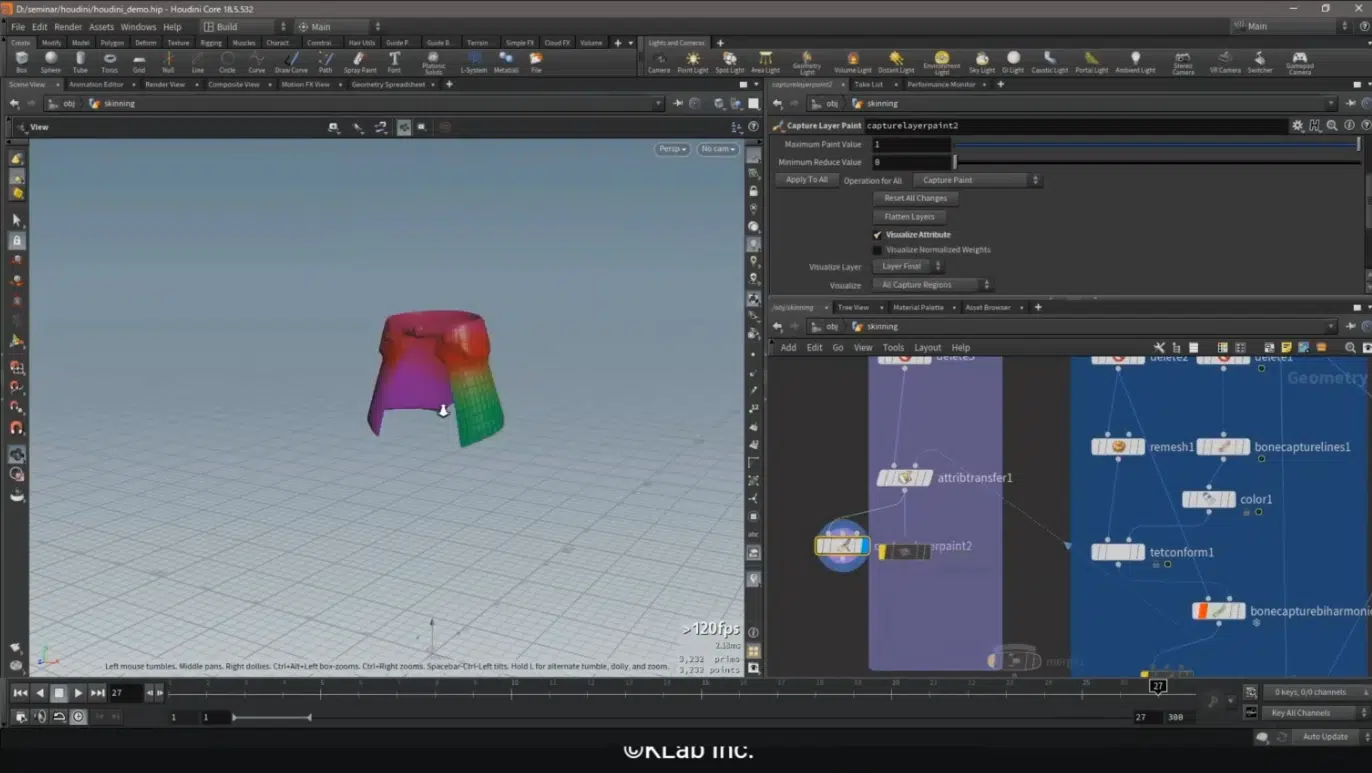 D:/seminar/houdini/houdini_demo.hip - Houdini Core 18.5.532
File Edit Render Assets Windows Help Build Main Main
Create Modify Model Polygon Deform Texture Rigging Muscles Charact... Constrai... Hair Utils Guide P... Guide B... Terrain... Simple FX Cloud FX Volume Lights and Cameras
Box Sphere Tube Torus Grid Null Line Circle Curve Draw Curve Path Spray Paint Font Platonic Solids L-System Metaball File Camera Point Light Spot Light Area Light Geometry Light Volume Light Distant Light Environment Light Sky Light GI Light Caustic Light Portal Light Ambient Light Stereo Camera VR Camera Switcher Gamepad Camera
Scene View Animation Editor Render View Composite View Motion FX View Geometry Spreadsheet
capturelayerpaint2 Take List Performance Monitor
obj skinning
obj skinning
View
Persp No cam
Capture Layer Paint capturelayerpaint2
Maximum Paint Value 1
Minimum Reduce Value 0
Apply To All Operation for All Capture Paint
Reset All Changes
Flatten Layers
Visualize Attribute
Visualize Normalized Weights
Visualize Layer Layer Final
Visualize All Capture Regions
/obj/skinning Tree View Material Palette Asset Browser
obj skinning
Add Edit Go View Tools Layout Help
delete3 delete2 delete1
Geometry
remesh1 bonecapturelines1
attribtransfer1
color1
erpaint2 tetconform1
bonecapturebiharmonic
>120fps
3,232 prims
3,233 points
Left mouse tumbles. Middle pans. Right dollies. Ctrl+Alt+Left box-zooms. Ctrl+Right zooms. Spacebar-Ctrl-Left tilts. Hold L for alternate tumble, dolly, and zoom.
27
27
0 keys, 0/0 channels
1 1 27 300 Key All Channels
Auto Update
©KLab Inc.